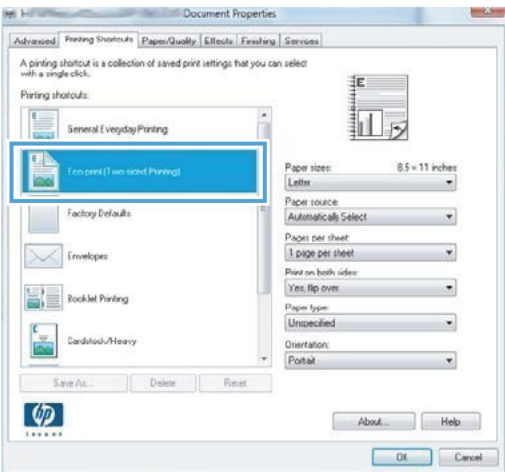 Document Properties
Advanced Printing Shortcuts Paper/Quality Effects Finishing Services
A printing shortcut is a collection of saved print settings that you can select
with a single click.
Printing shortcuts:
General Everyday Printing
Eco-print (Two-sided Printing)
Factory Defaults
Envelopes
Booklet Printing
Cardstock/Heavy
Paper sizes: 8.5 × 11 inches
Letter
Paper source:
Automatically Select
Pages per sheet:
1 page per sheet
Print on both sides:
Yes, flip over
Paper type:
Unspecified
Orientation:
Portrait
Save As... Delete Reset
hp
invent
About... Help
OK Cancel